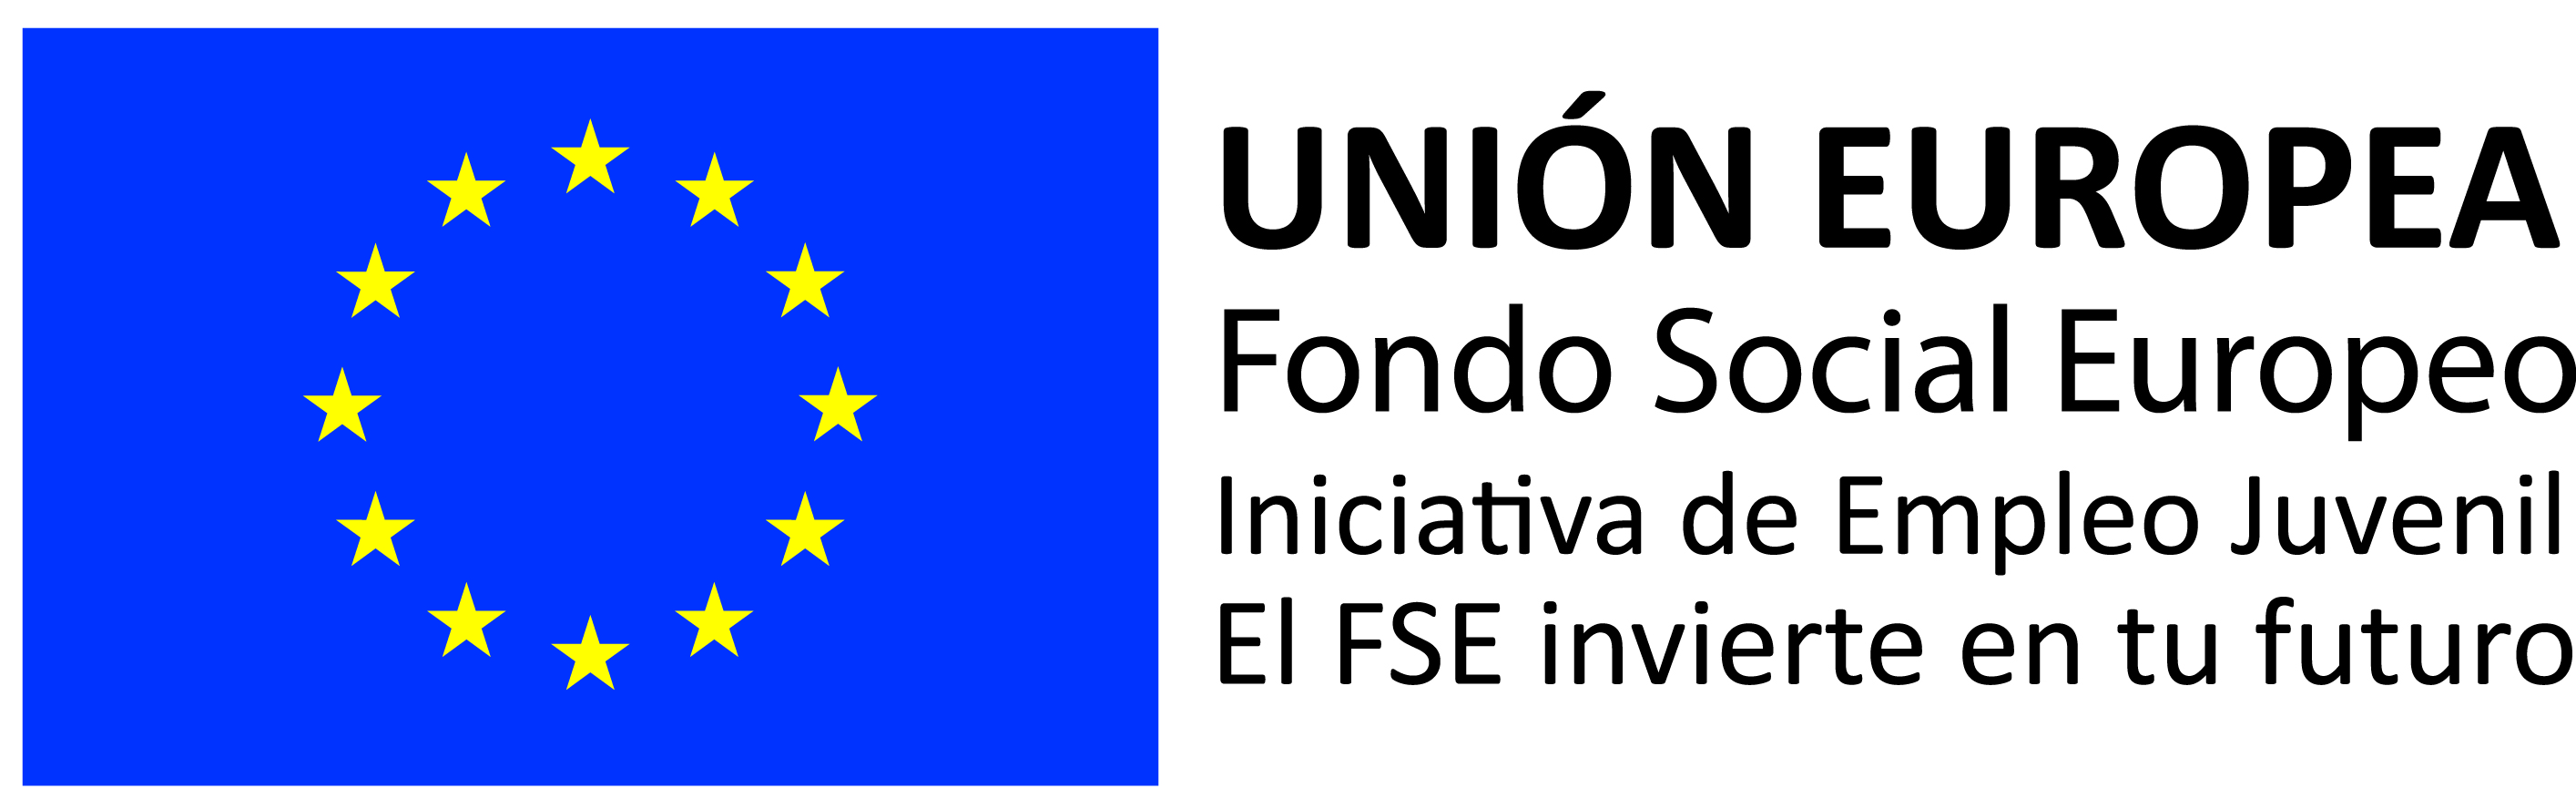 UNIÓN EUROPEA
Fondo Social Europeo
Iniciativa de Empleo Juvenil
El FSE invierte en tu futuro